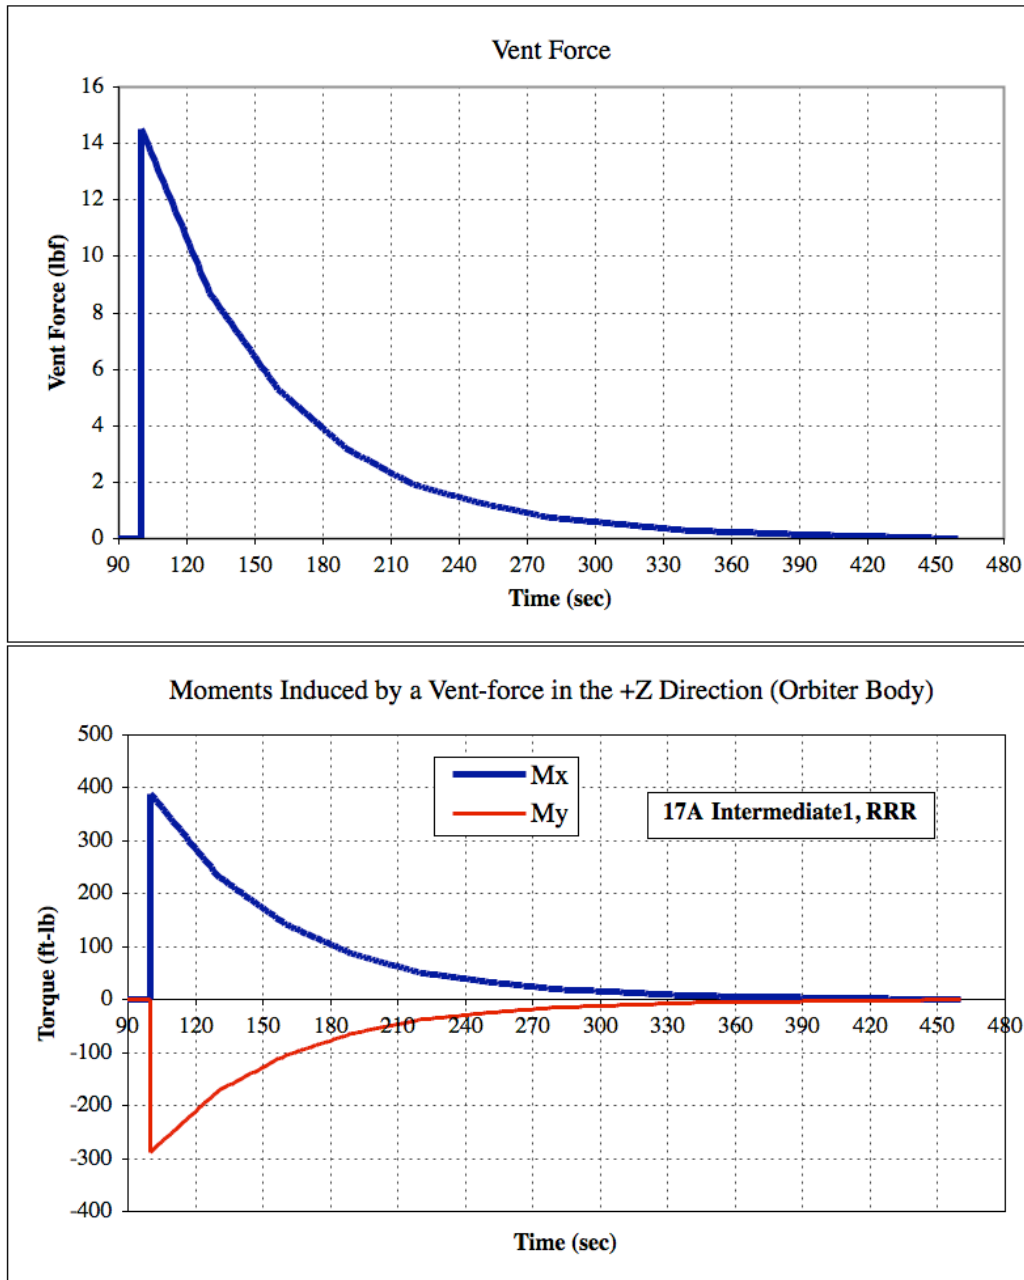 Vent Force
16
14
12
10
8
6
4
2
0
Vent Force (lbf)
90 120 150 180 210 240 270 300 330 360 390 420 450 480
Time (sec)
Moments Induced by a Vent-force in the +Z Direction (Orbiter Body)
500
400
300
200
100
0
-100
-200
-300
-400
Torque (ft-lb)
Mx
My
17A Intermediate1, RRR
90 120 150 180 210 240 270 300 330 360 390 420 450 480
Time (sec)